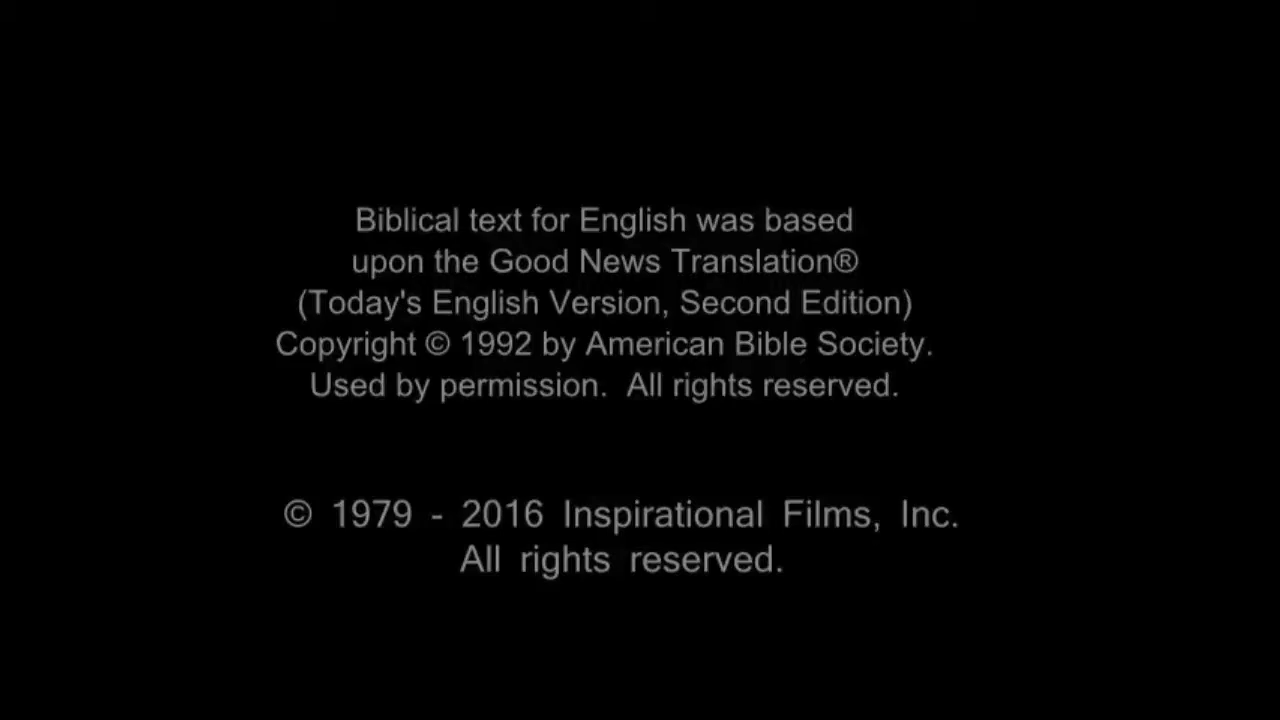 Biblical text for English was based
upon the Good News Translation®
(Today's English Version, Second Edition)
Copyright © 1992 by American Bible Society.
Used by permission.  All rights reserved.
© 1979 - 2016 Inspirational Films, Inc.
All rights reserved.